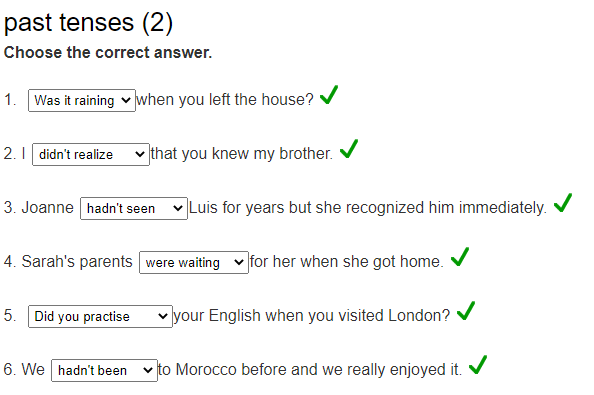 past tenses (2)
Choose the correct answer.
1. Was it raining when you left the house?
2. I didn't realize that you knew my brother.
3. Joanne hadn't seen Luis for years but she recognized him immediately.
4. Sarah's parents were waiting for her when she got home.
5. Did you practise your English when you visited London?
6. We hadn't been to Morocco before and we really enjoyed it.